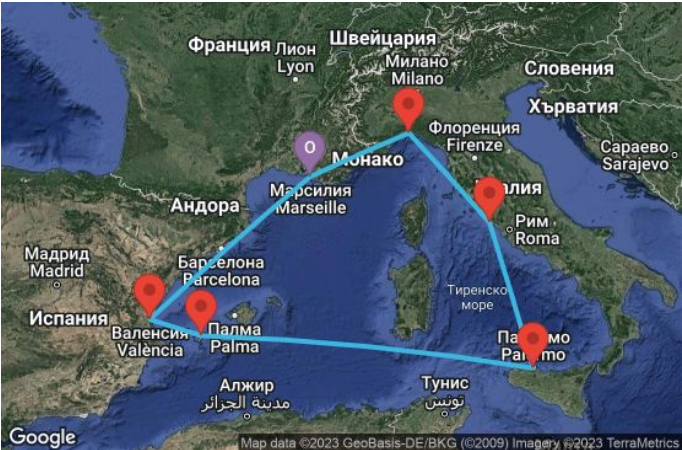 Швейцария
Франция
Лион
Lyon
Милано
Milano
Словения
Хърватия
Флоренция
Firenze
Сараево
Sarajevo
O
Монако
Марсилия
Marseille
Андора
Рим
Roma
Мадрид
Madrid
Барселона
Barcelona
Тиренско
море
Испания
Валенсия
València
Палма
Palma
Алжир
مدينة الجزائر
Тунис
تونس
Google
Map data ©2023 GeoBasis-DE/BKG (©2009) Imagery ©2023 TerraMetrics